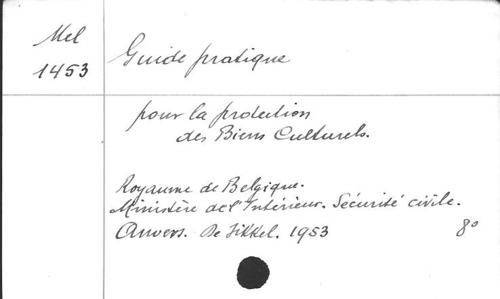 Mel
1453
Guide pratique
pour la protection
des Biens Culturels.
Royaume de Belgique.
Ministère de l'Intérieur. Sécurité civile.
Anvers. De Sikkel. 1953 8°